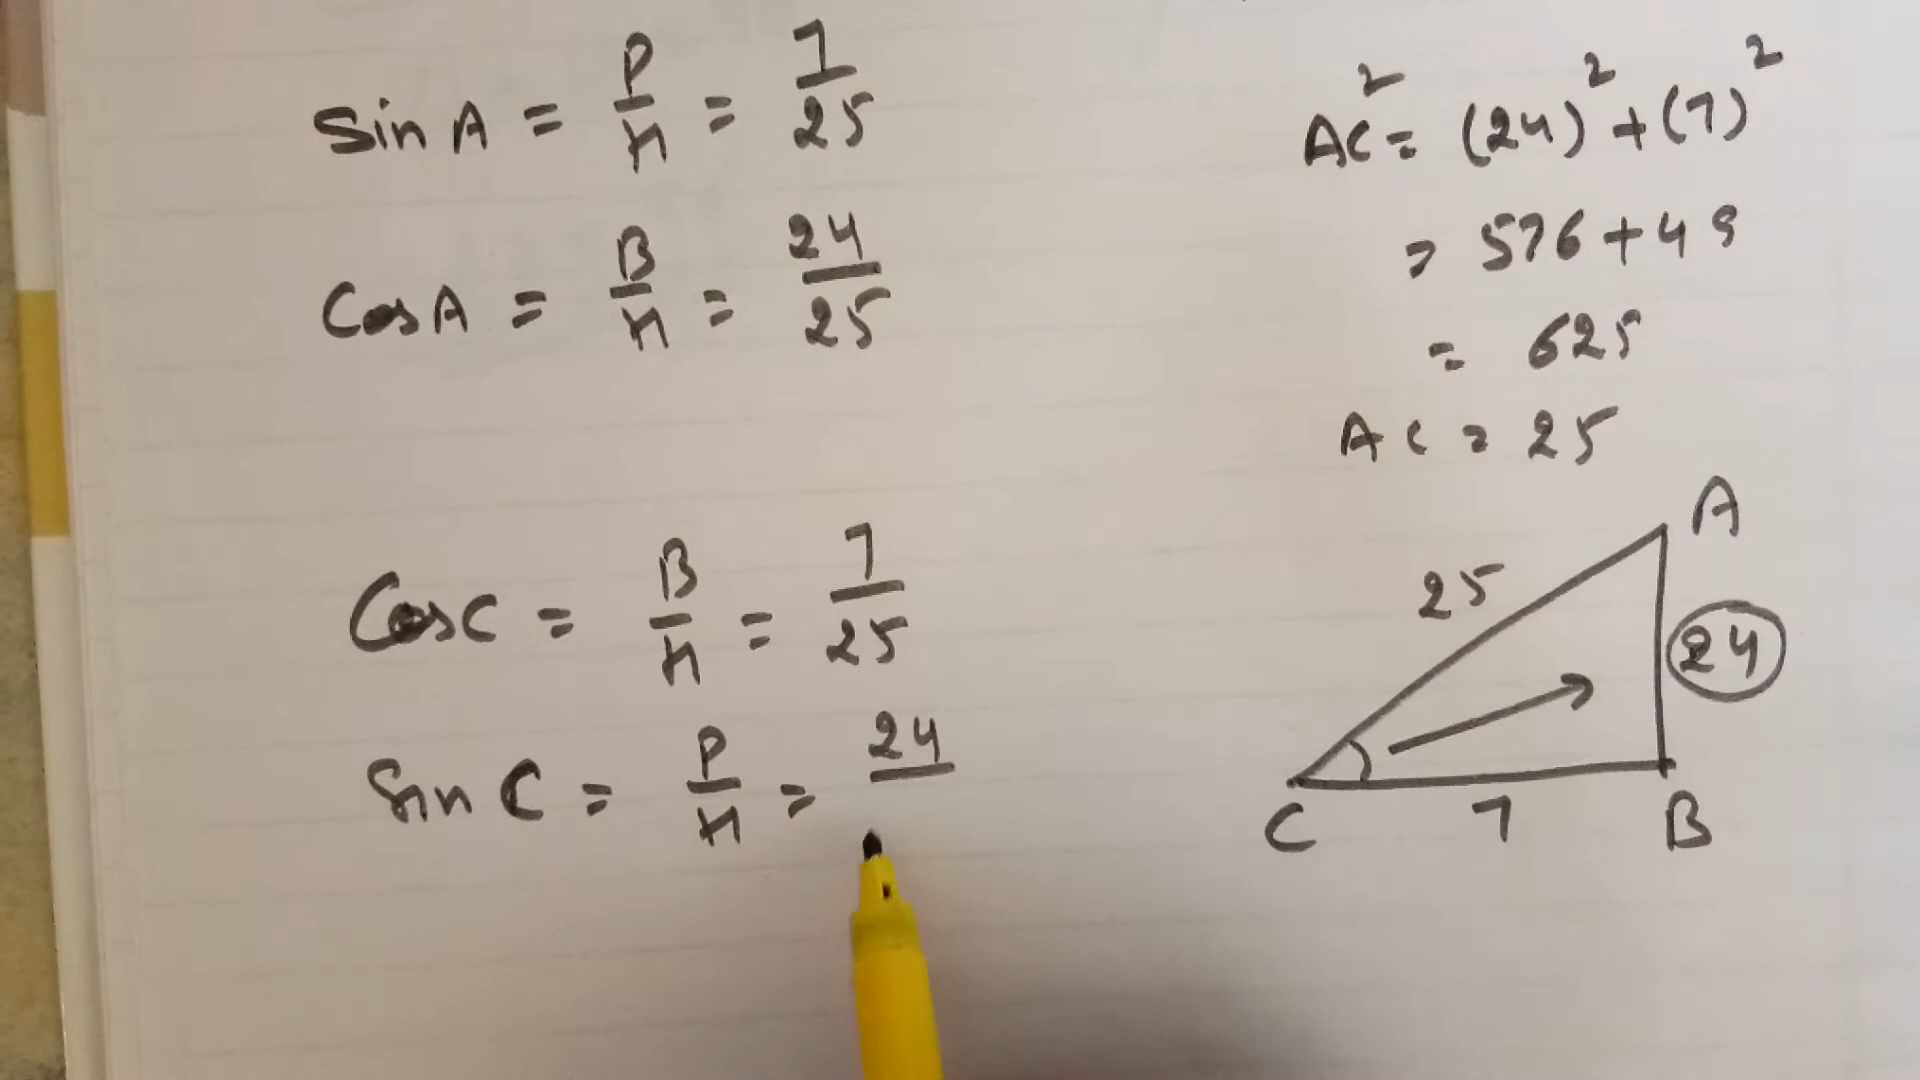 Sin A = P/H = 7/25
Cos A = B/H = 24/25
Cos C = B/H = 7/25
Sin C = P/H = 24/
AC² = (24)² + (7)²
= 576 + 49
= 625
AC = 25
A
25
24
C 7 B